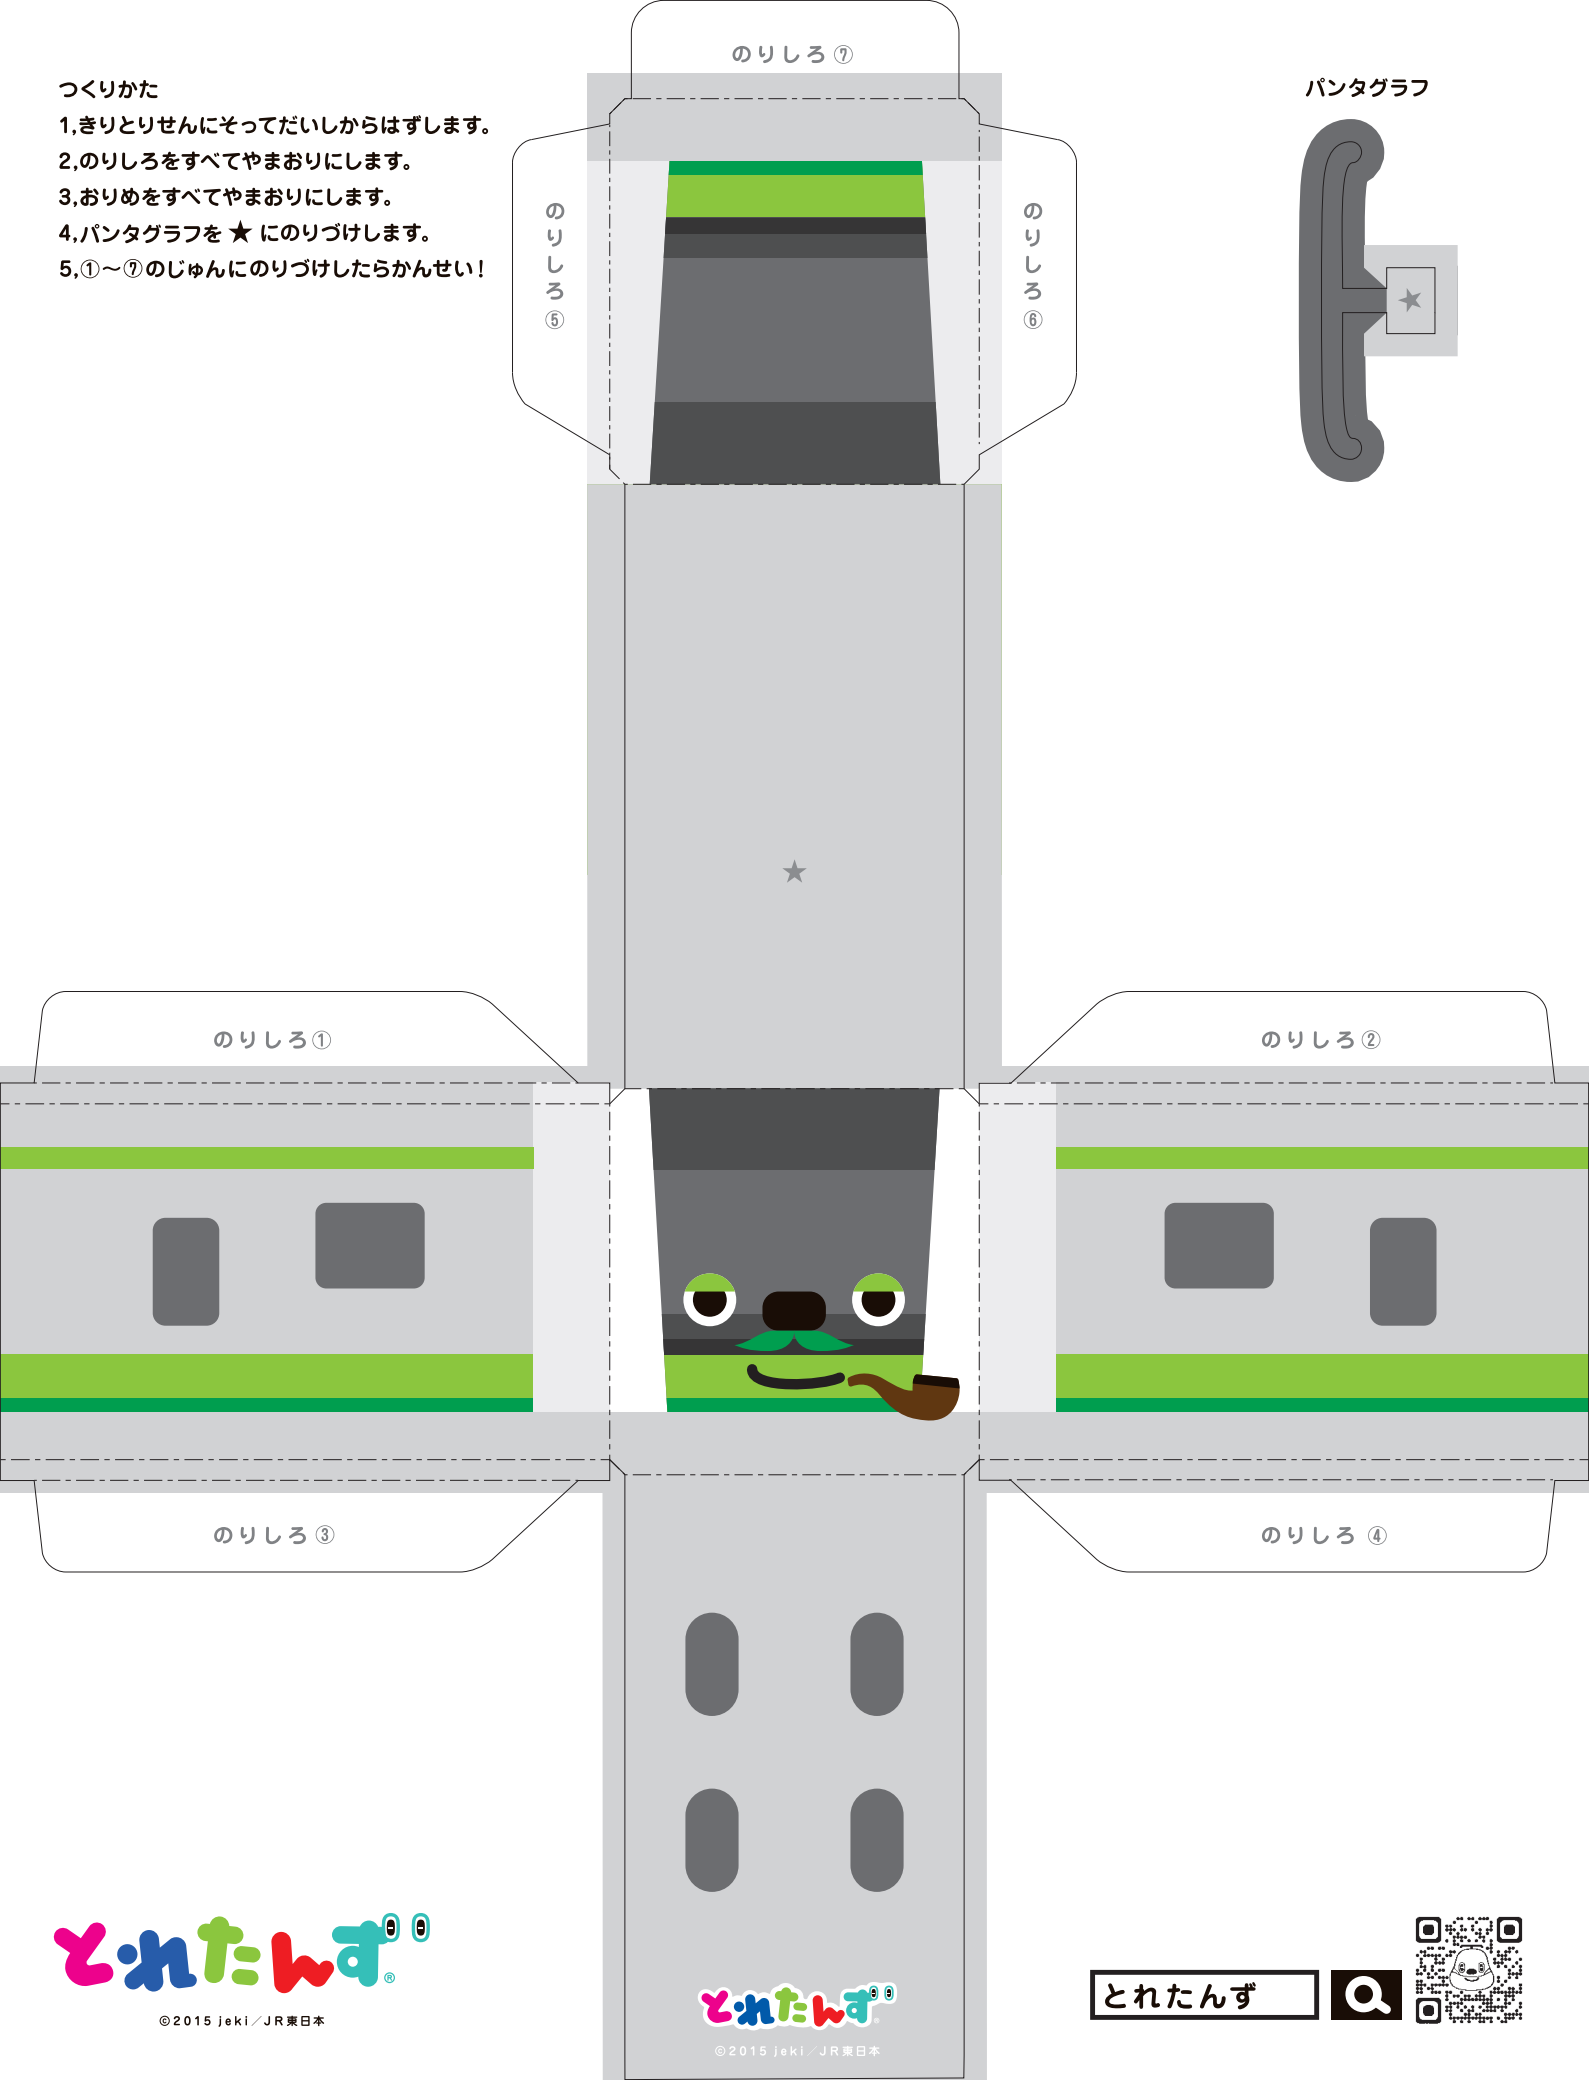 のりしろ⑦
つくりかた
1,きりとりせんにそってだいしからはずします。
2,のりしろをすべてやまおりにします。
3,おりめをすべてやまおりにします。
4,パンタグラフを ★ にのりづけします。
5,①〜⑦のじゅんにのりづけしたらかんせい！
パンタグラフ
のりしろ⑤
のりしろ⑥
★
★
のりしろ①
のりしろ②
のりしろ③
のりしろ④
とれたんず®
©2015 jeki／JR東日本
とれたんず®
©2015 jeki／JR東日本
とれたんず